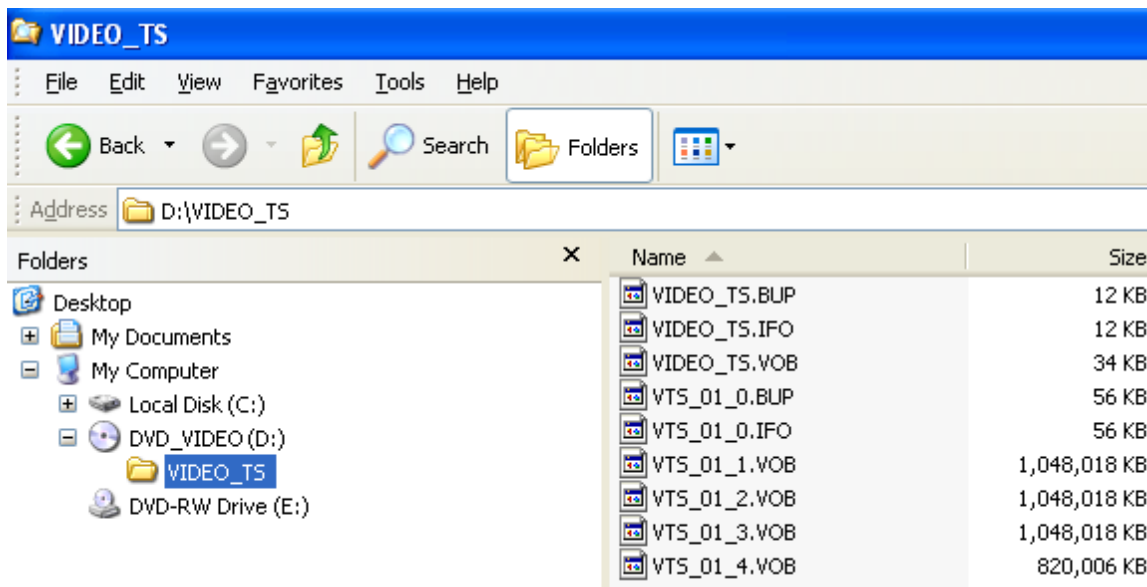 VIDEO_TS
File Edit View Favorites Tools Help
Back Search Folders
Address D:\VIDEO_TS
Folders
Desktop
My Documents
My Computer
Local Disk (C:)
DVD_VIDEO (D:)
VIDEO_TS
DVD-RW Drive (E:)
Name Size
VIDEO_TS.BUP 12 KB
VIDEO_TS.IFO 12 KB
VIDEO_TS.VOB 34 KB
VTS_01_0.BUP 56 KB
VTS_01_0.IFO 56 KB
VTS_01_1.VOB 1,048,018 KB
VTS_01_2.VOB 1,048,018 KB
VTS_01_3.VOB 1,048,018 KB
VTS_01_4.VOB 820,006 KB